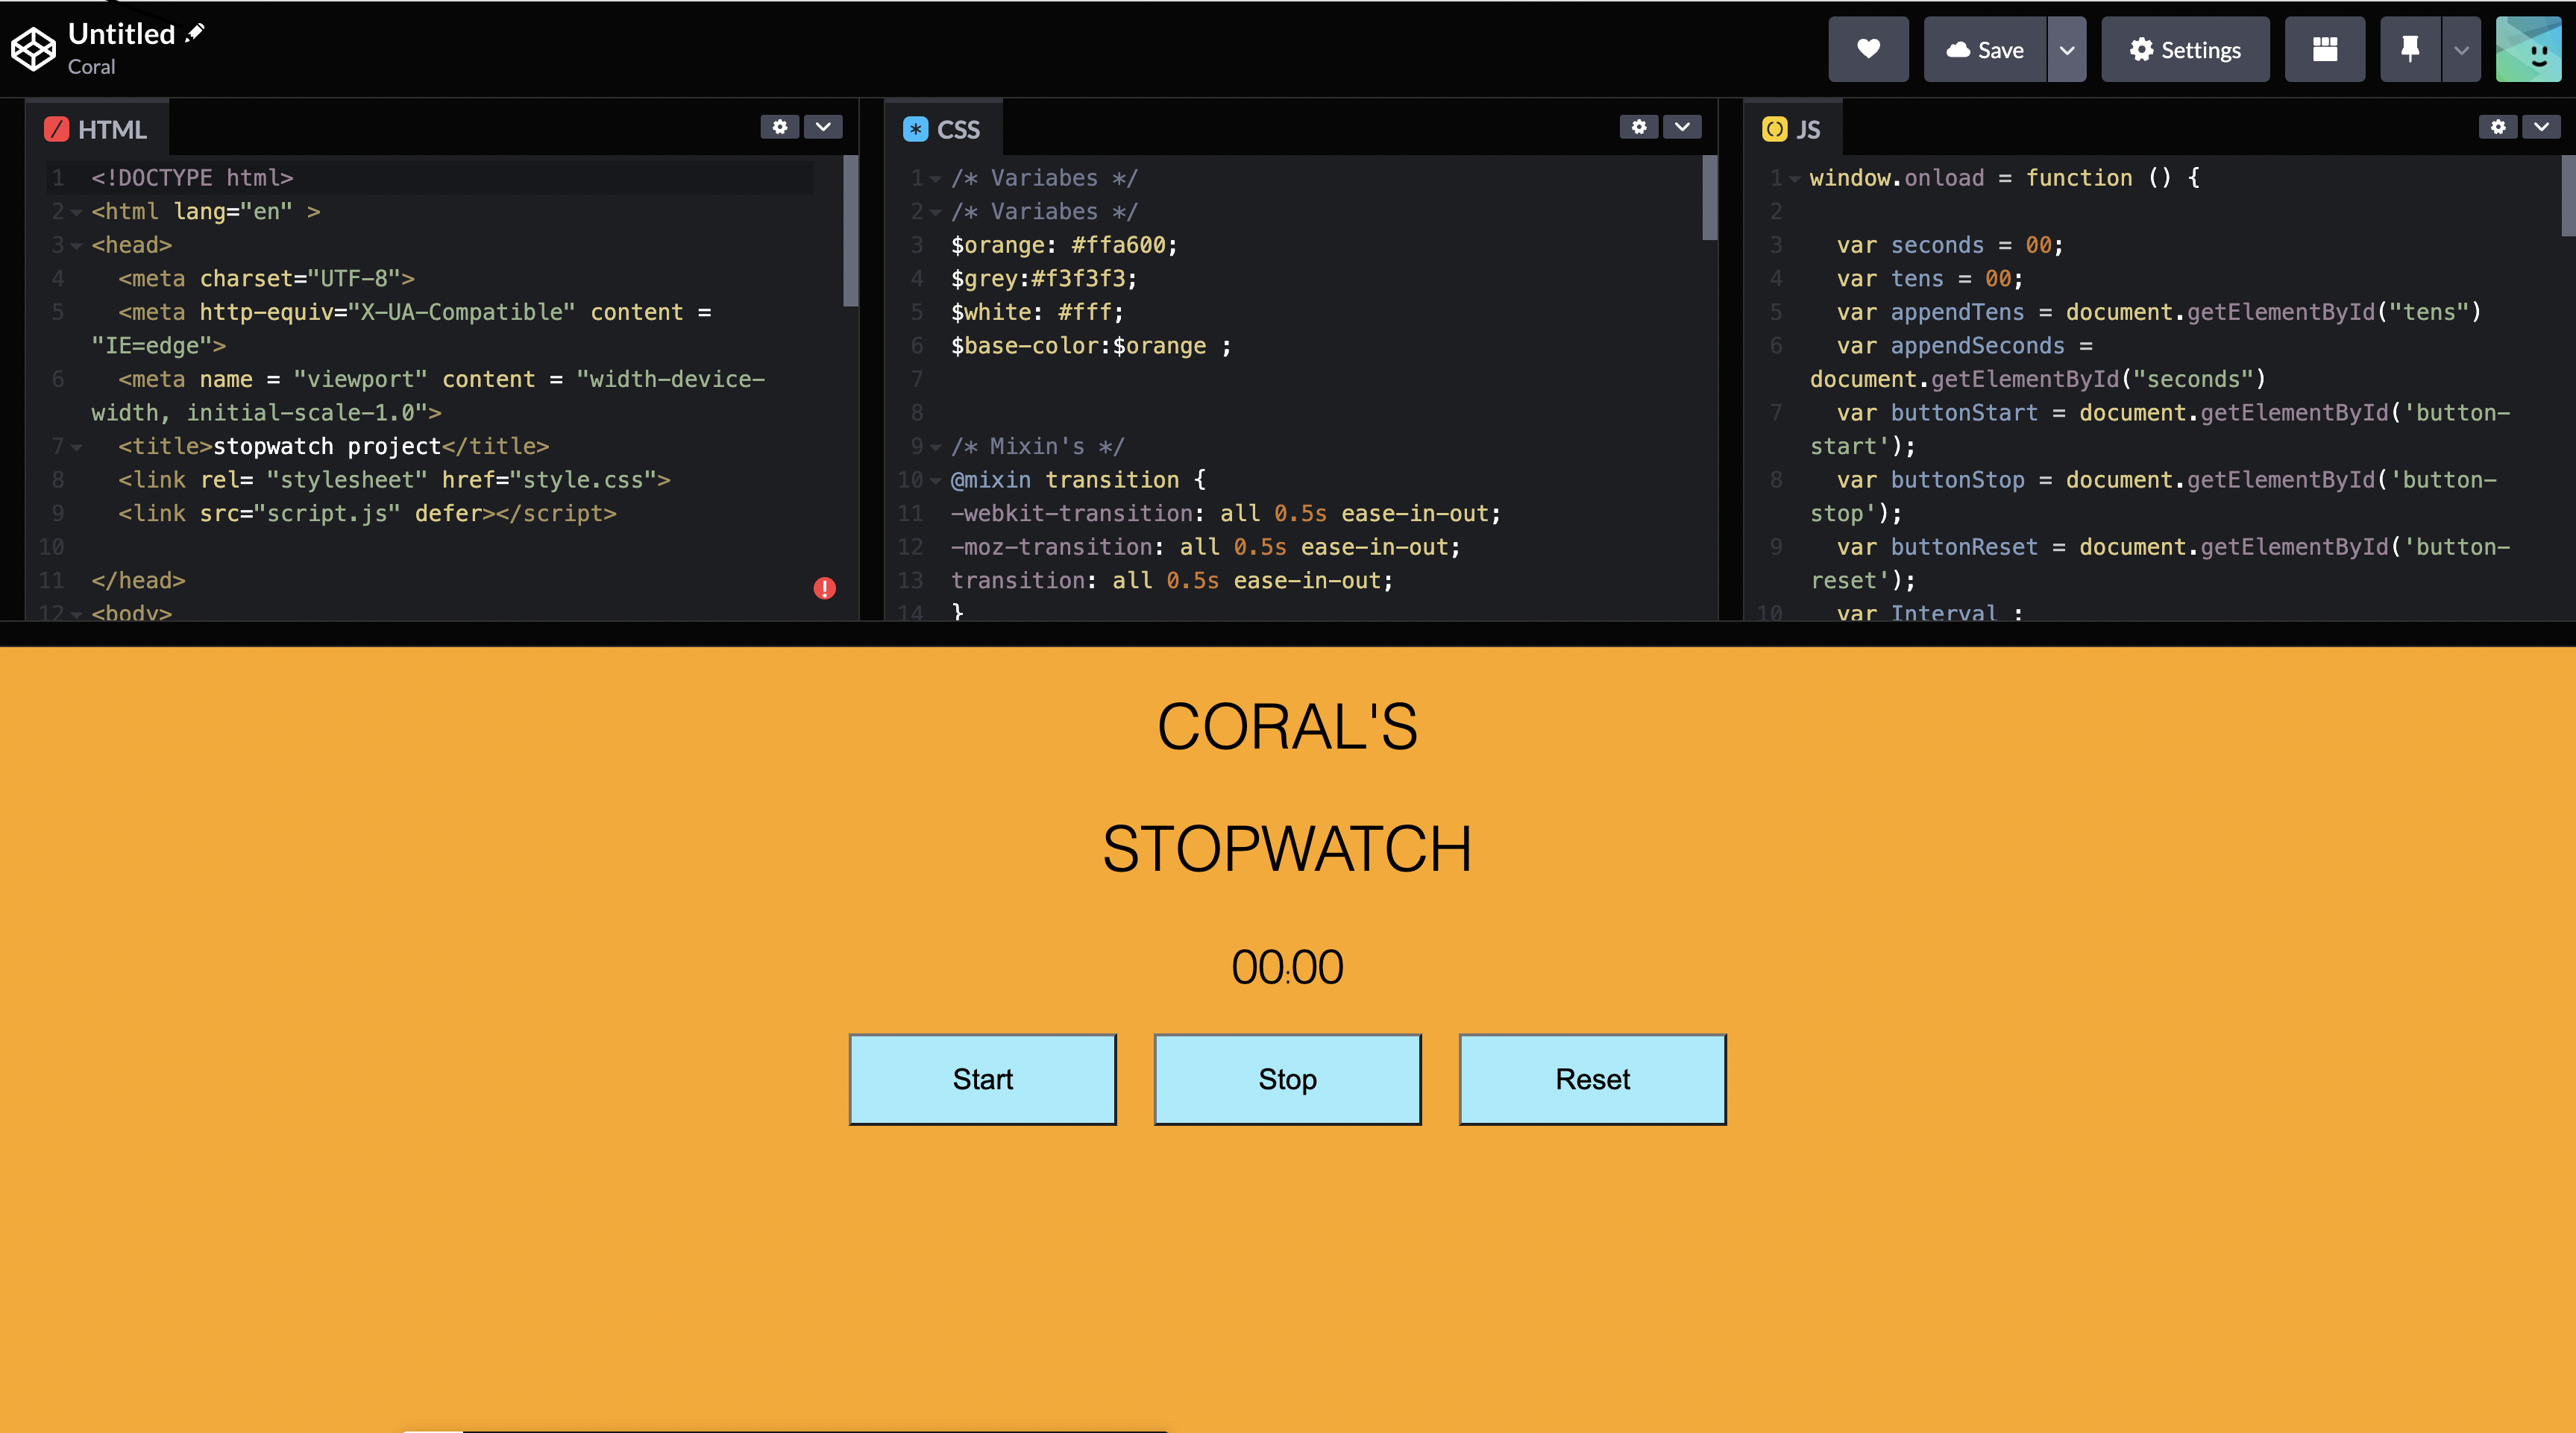 Untitled
Coral
Save
Settings
HTML
1 <!DOCTYPE html>
2 <html lang="en" >
3 <head>
4 <meta charset="UTF-8">
5 <meta http-equiv="X-UA-Compatible" content =
"IE=edge">
6 <meta name = "viewport" content = "width-device-
width, initial-scale-1.0">
7 <title>stopwatch project</title>
8 <link rel= "stylesheet" href="style.css">
9 <link src="script.js" defer></script>
10
11 </head>
12 <body>
CSS
1 /* Variabes */
2 /* Variabes */
3 $orange: #ffa600;
4 $grey:#f3f3f3;
5 $white: #fff;
6 $base-color:$orange ;
7
8
9 /* Mixin's */
10 @mixin transition {
11 -webkit-transition: all 0.5s ease-in-out;
12 -moz-transition: all 0.5s ease-in-out;
13 transition: all 0.5s ease-in-out;
14 }
JS
1 window.onload = function () {
2
3 var seconds = 00;
4 var tens = 00;
5 var appendTens = document.getElementById("tens")
6 var appendSeconds =
document.getElementById("seconds")
7 var buttonStart = document.getElementById('button-
start');
8 var buttonStop = document.getElementById('button-
stop');
9 var buttonReset = document.getElementById('button-
reset');
10 var Interval ;
CORAL'S
STOPWATCH
00:00
Start
Stop
Reset